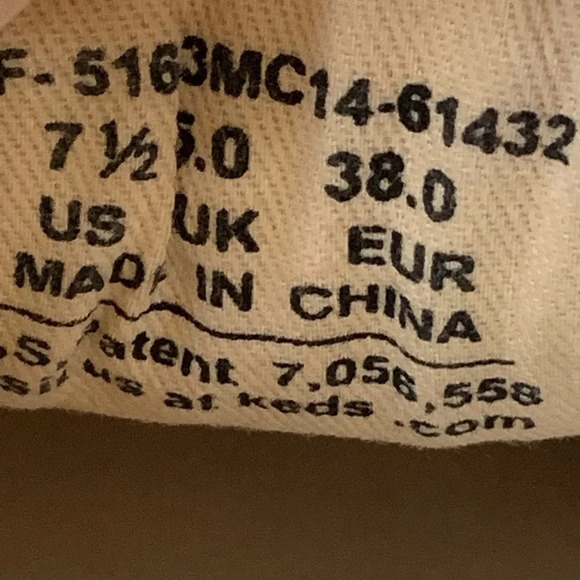 F- 5163MC14-61432
7 ½ 5.0 38.0
US UK EUR
MADE IN CHINA
.S. Patent 7,056,558
us at keds.com